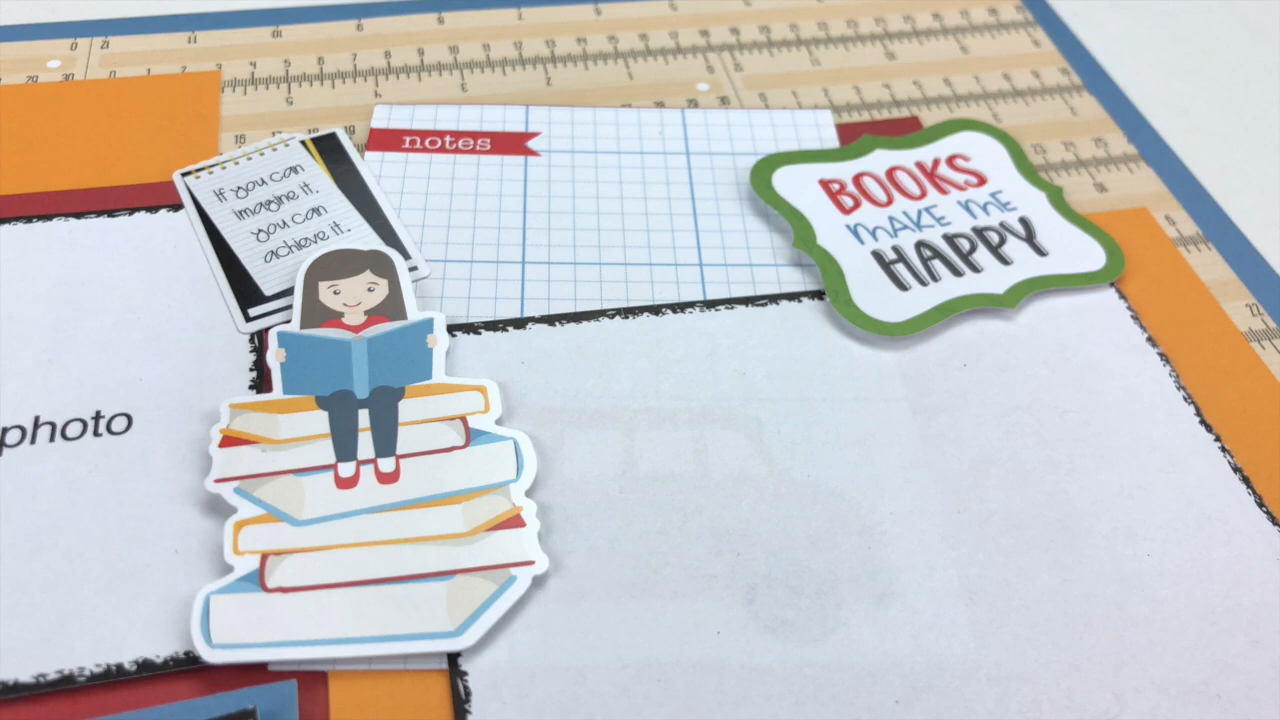 If you can
imagine it,
you can
achieve it.
notes
BOOKS
MAKE ME
HAPPY
photo